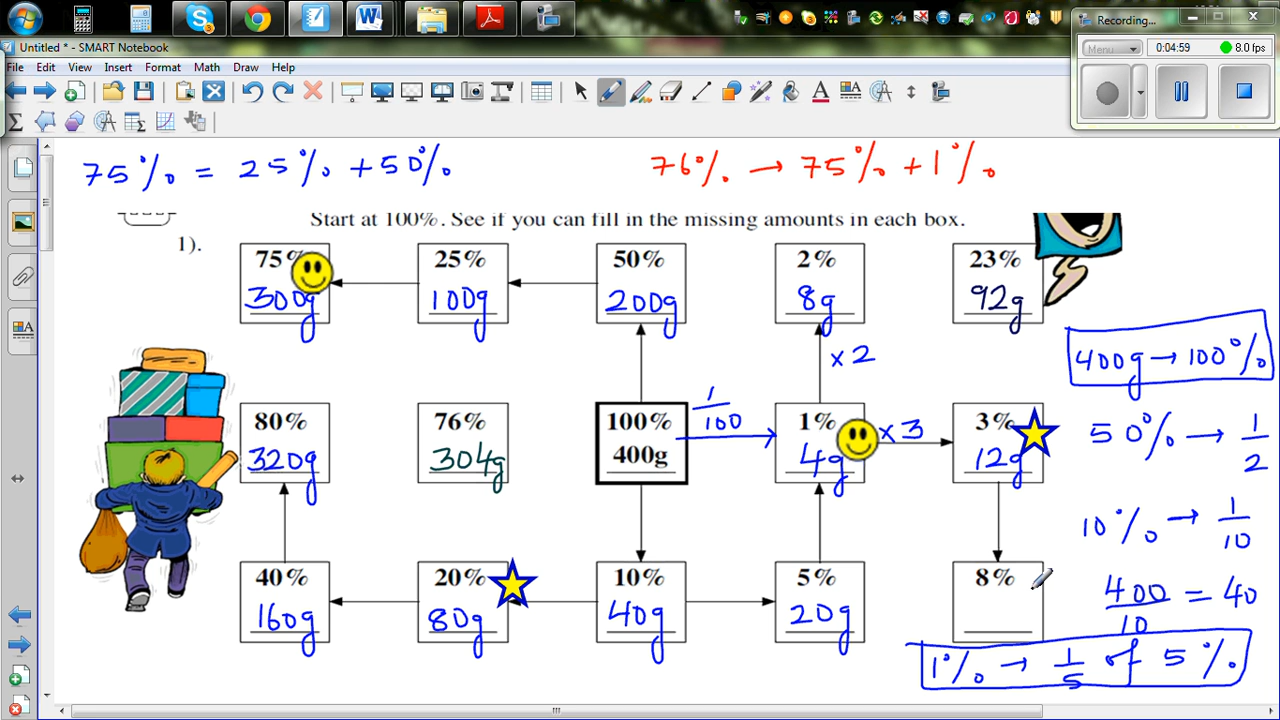 Recording...
Untitled * - SMART Notebook
Menu
0:04:59
8.0 fps
File Edit View Insert Format Math Draw Help
75% = 25% + 50%
76% → 75% + 1%
Start at 100%. See if you can fill in the missing amounts in each box.
1).
75%
300g
25%
100g
50%
200g
2%
8g
23%
92g
×2
400g → 100%
80%
320g
76%
304g
100%
400g
1/100
1%
4g
×3
3%
12g
50% → 1/2
10% → 1/10
40%
160g
20%
80g
10%
40g
5%
20g
8%
400/10 = 40
1% → 1/5 of 5%